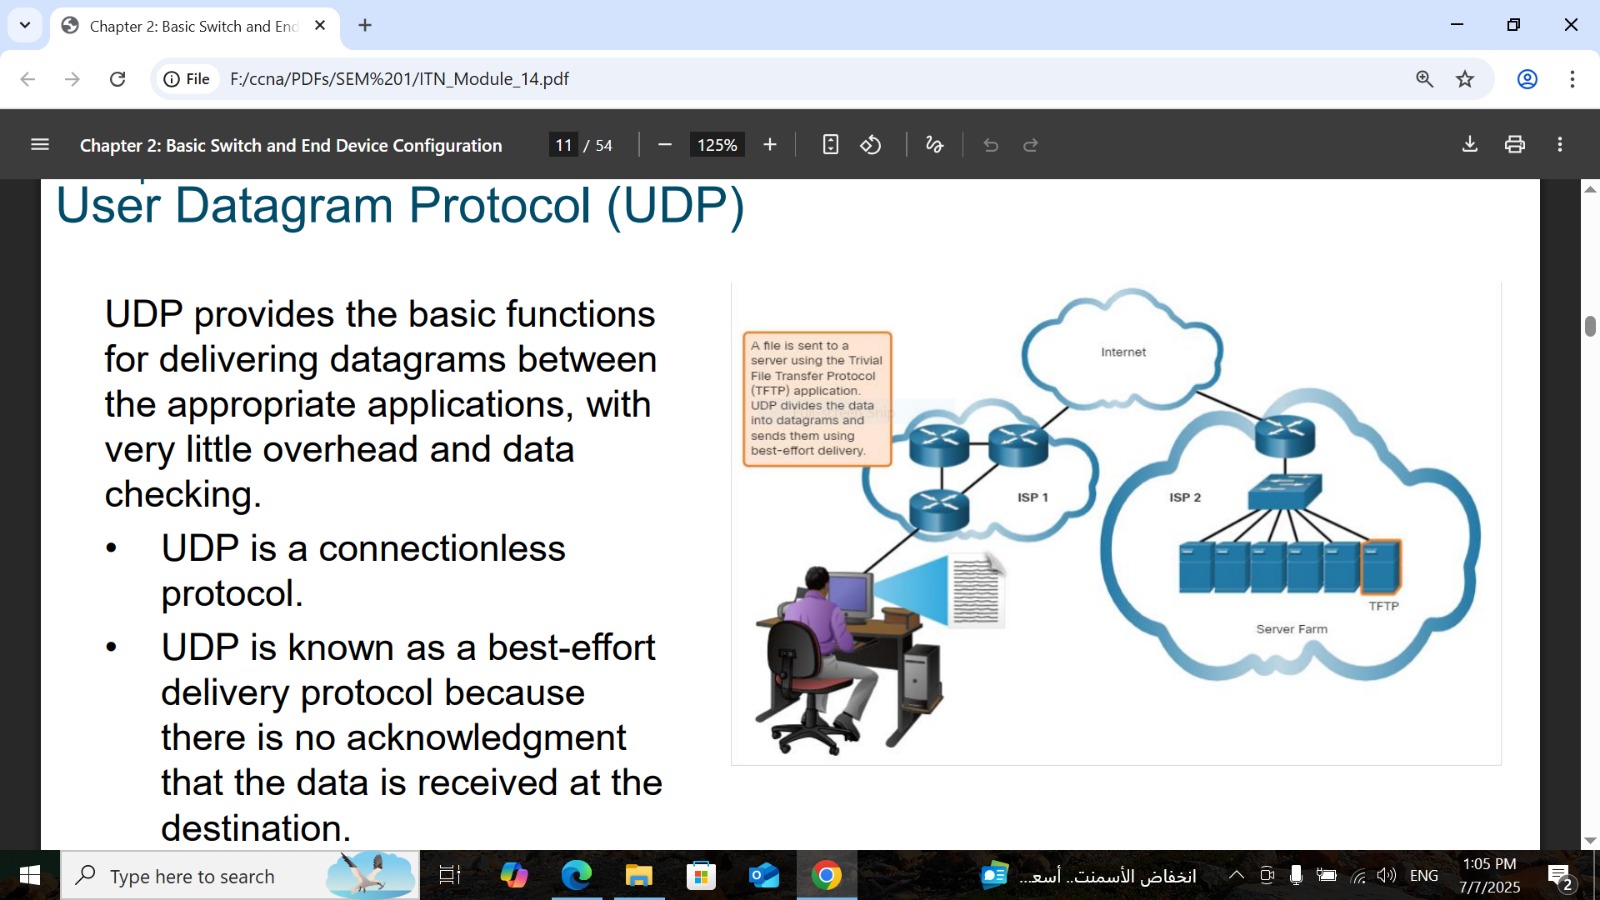 Chapter 2: Basic Switch and End
File
F:/ccna/PDFs/SEM%201/ITN_Module_14.pdf
Chapter 2: Basic Switch and End Device Configuration
11 / 54
125%
User Datagram Protocol (UDP)
UDP provides the basic functions
for delivering datagrams between
the appropriate applications, with
very little overhead and data
checking.
• UDP is a connectionless
protocol.
• UDP is known as a best-effort
delivery protocol because
there is no acknowledgment
that the data is received at the
destination.
A file is sent to a
server using the Trivial
File Transfer Protocol
(TFTP) application.
UDP divides the data
into datagrams and
sends them using
best-effort delivery.
Internet
ISP 1
ISP 2
TFTP
Server Farm
Type here to search
انخفاض الأسمنت.. أسعـ...
ENG
1:05 PM
7/7/2025
2